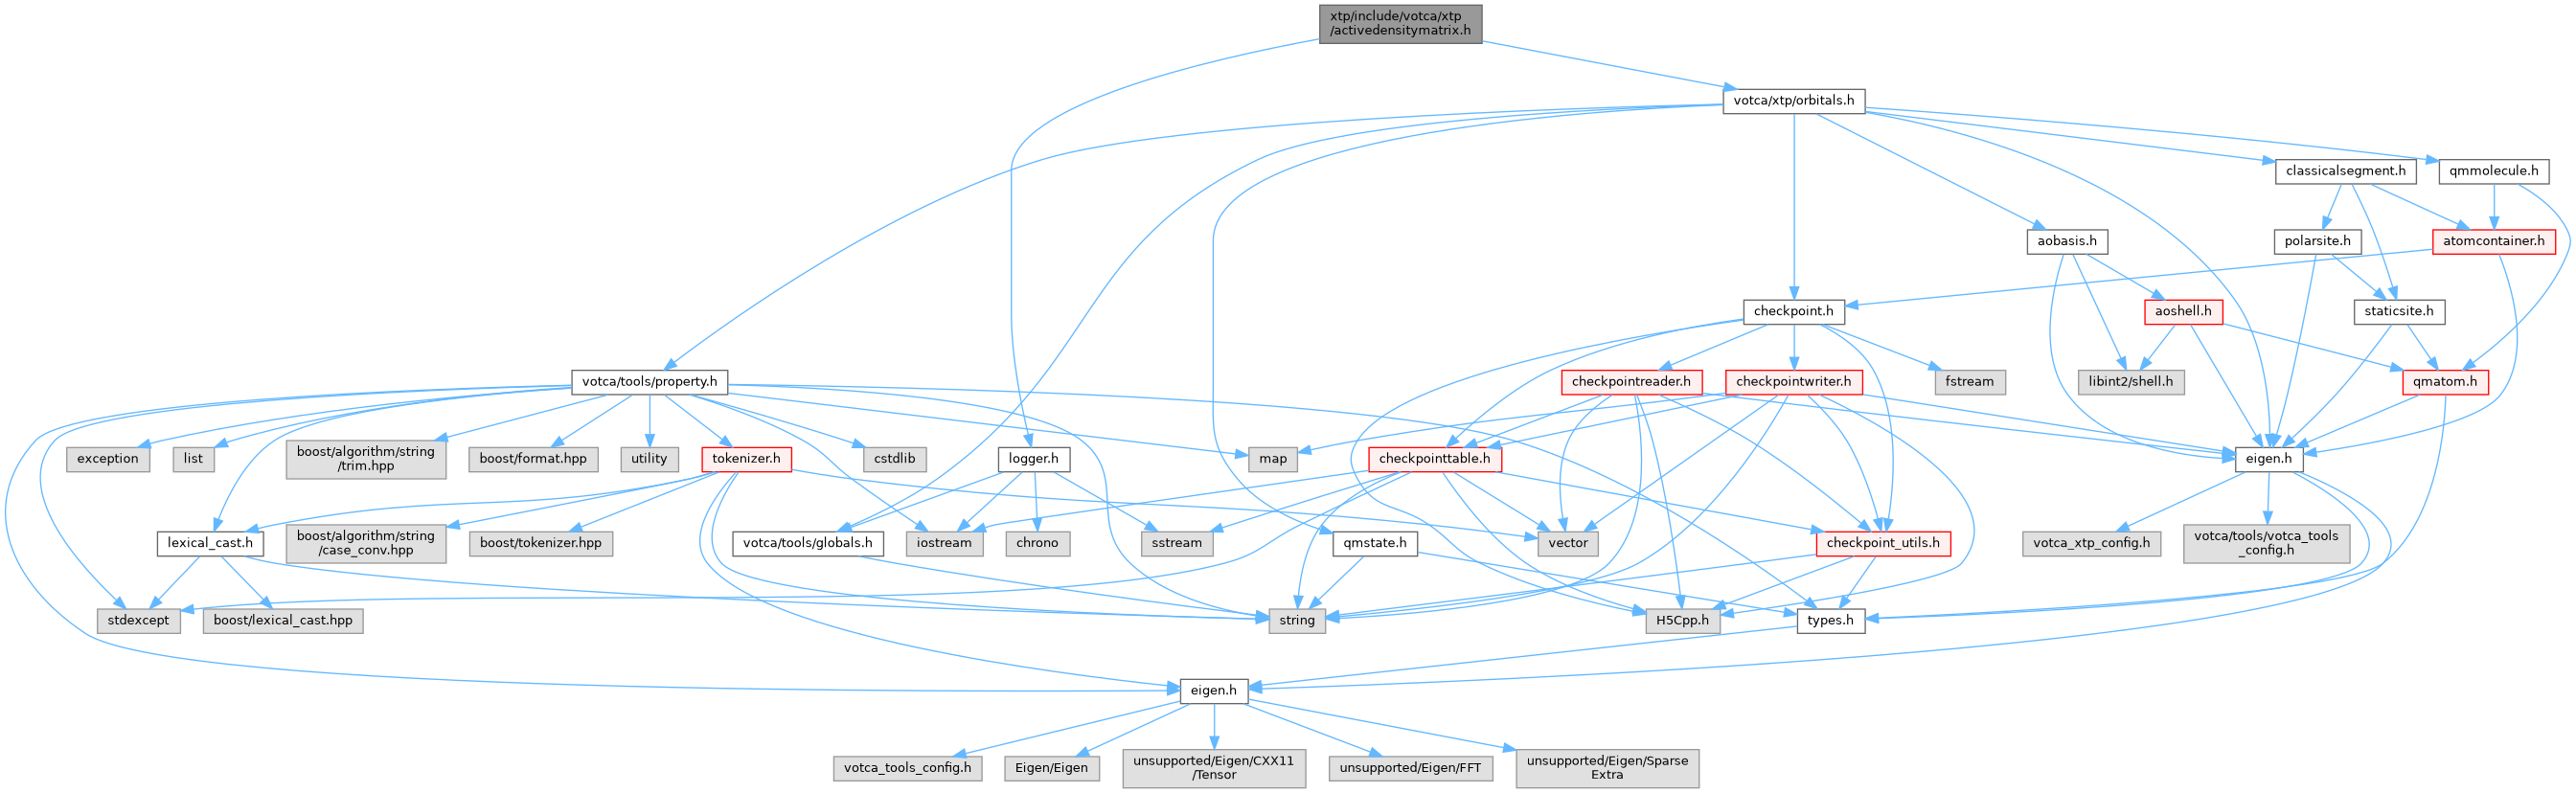 xtp/include/votca/xtp
/activedensitymatrix.h
votca/xtp/orbitals.h
classicalsegment.h
qmmolecule.h
aobasis.h
polarsite.h
atomcontainer.h
checkpoint.h
aoshell.h
staticsite.h
votca/tools/property.h
checkpointreader.h
checkpointwriter.h
fstream
libint2/shell.h
qmatom.h
exception
list
boost/algorithm/string
/trim.hpp
boost/format.hpp
utility
tokenizer.h
cstdlib
logger.h
map
checkpointtable.h
eigen.h
lexical_cast.h
boost/algorithm/string
/case_conv.hpp
boost/tokenizer.hpp
votca/tools/globals.h
iostream
chrono
sstream
qmstate.h
vector
checkpoint_utils.h
votca_xtp_config.h
votca/tools/votca_tools
_config.h
stdexcept
boost/lexical_cast.hpp
string
H5Cpp.h
types.h
eigen.h
votca_tools_config.h
Eigen/Eigen
unsupported/Eigen/CXX11
/Tensor
unsupported/Eigen/FFT
unsupported/Eigen/Sparse
Extra